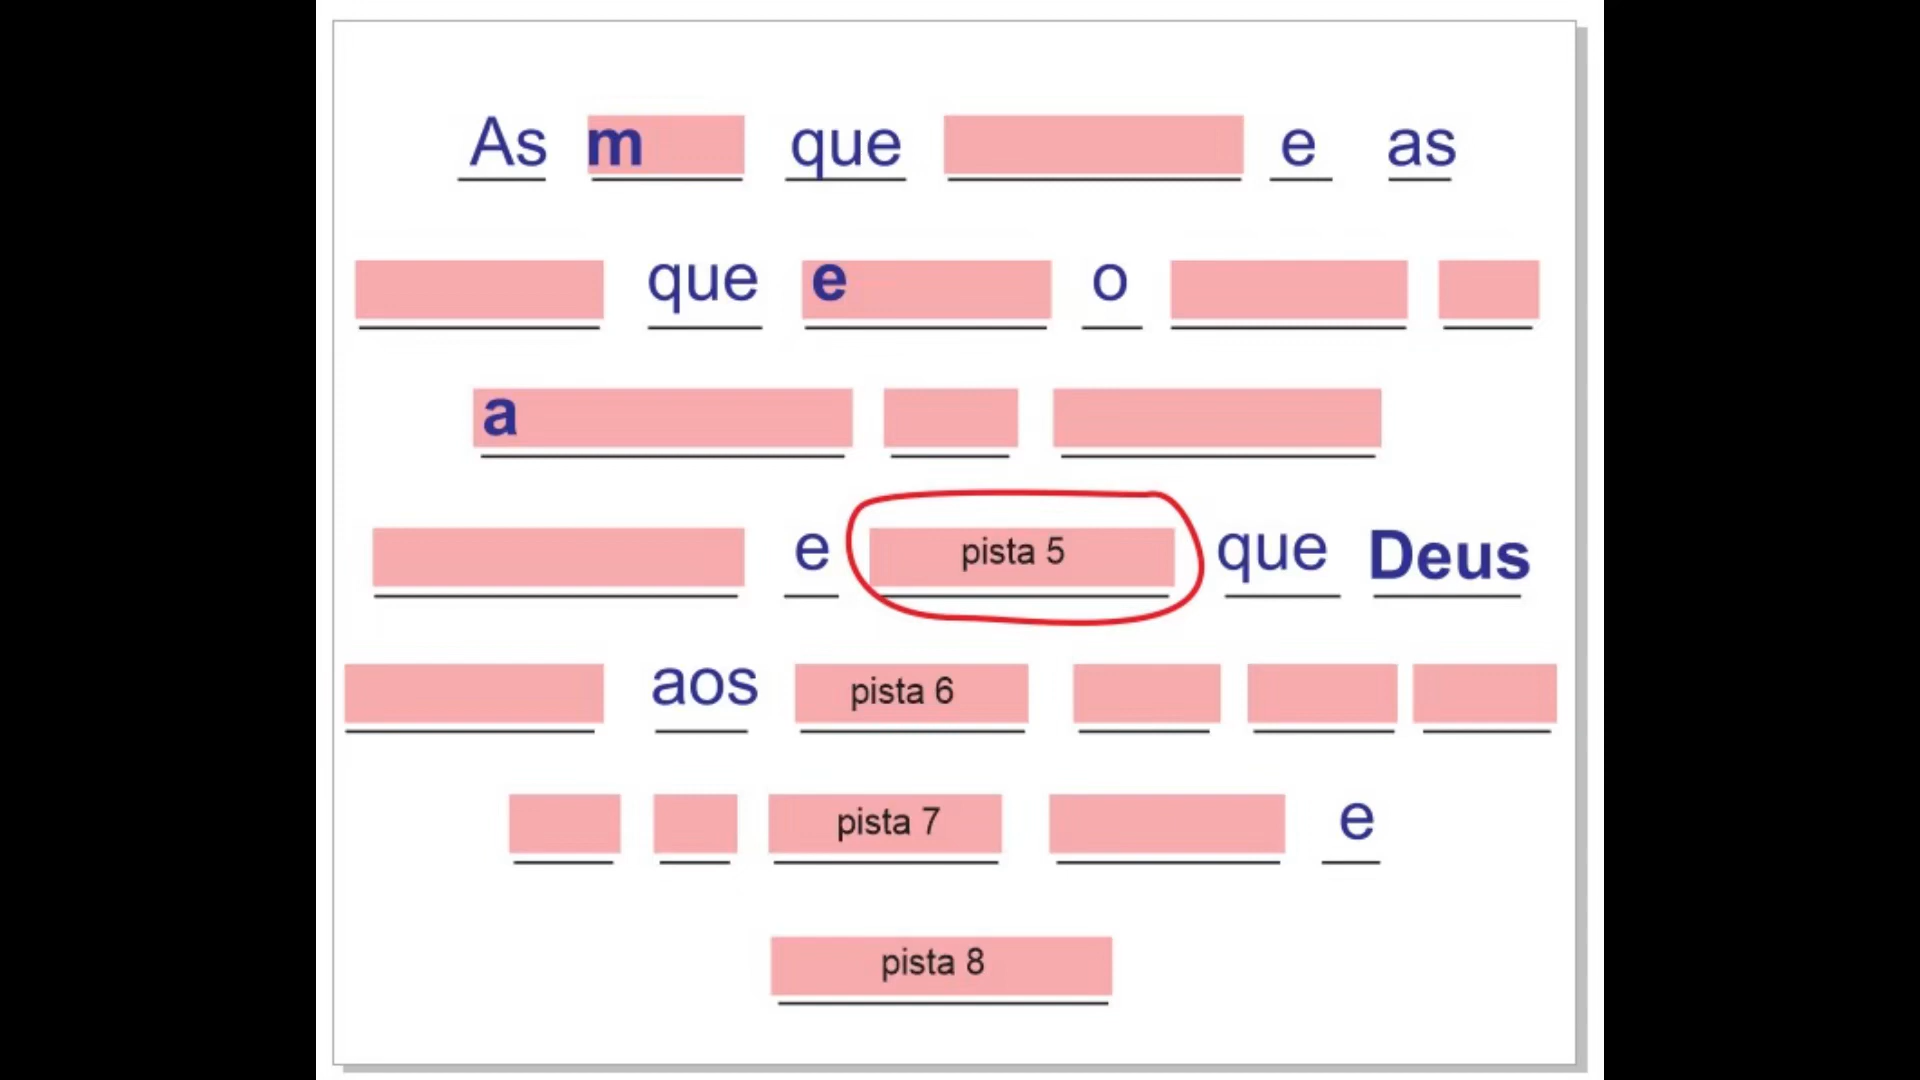 As m que e as
que e o
a
e pista 5 que Deus
aos pista 6
pista 7 e
pista 8